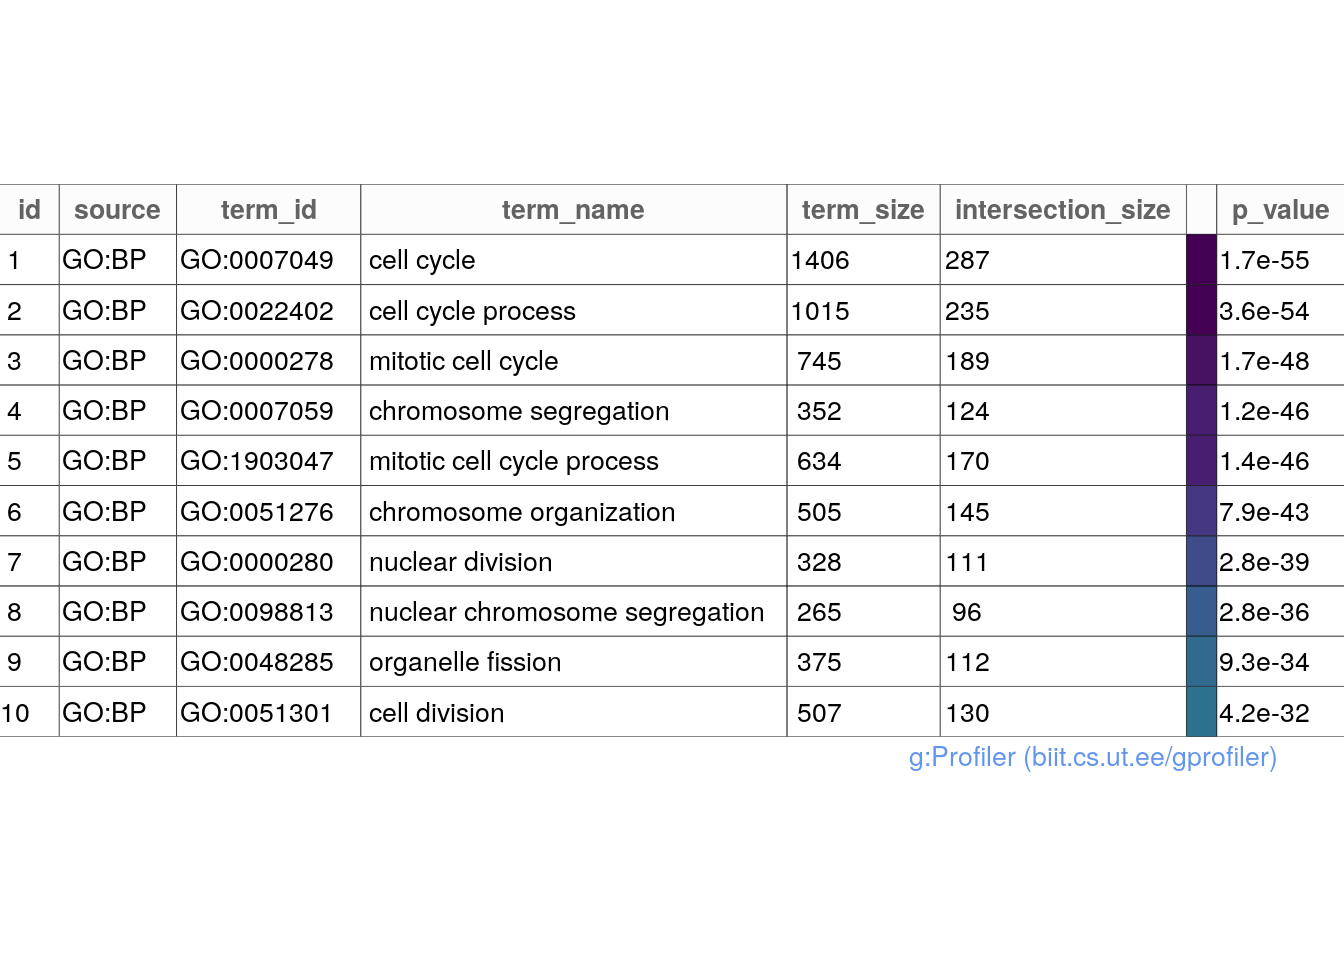 id source term_id term_name term_size intersection_size p_value
1 GO:BP GO:0007049 cell cycle 1406 287 1.7e-55
2 GO:BP GO:0022402 cell cycle process 1015 235 3.6e-54
3 GO:BP GO:0000278 mitotic cell cycle 745 189 1.7e-48
4 GO:BP GO:0007059 chromosome segregation 352 124 1.2e-46
5 GO:BP GO:1903047 mitotic cell cycle process 634 170 1.4e-46
6 GO:BP GO:0051276 chromosome organization 505 145 7.9e-43
7 GO:BP GO:0000280 nuclear division 328 111 2.8e-39
8 GO:BP GO:0098813 nuclear chromosome segregation 265 96 2.8e-36
9 GO:BP GO:0048285 organelle fission 375 112 9.3e-34
10 GO:BP GO:0051301 cell division 507 130 4.2e-32
g:Profiler (biit.cs.ut.ee/gprofiler)